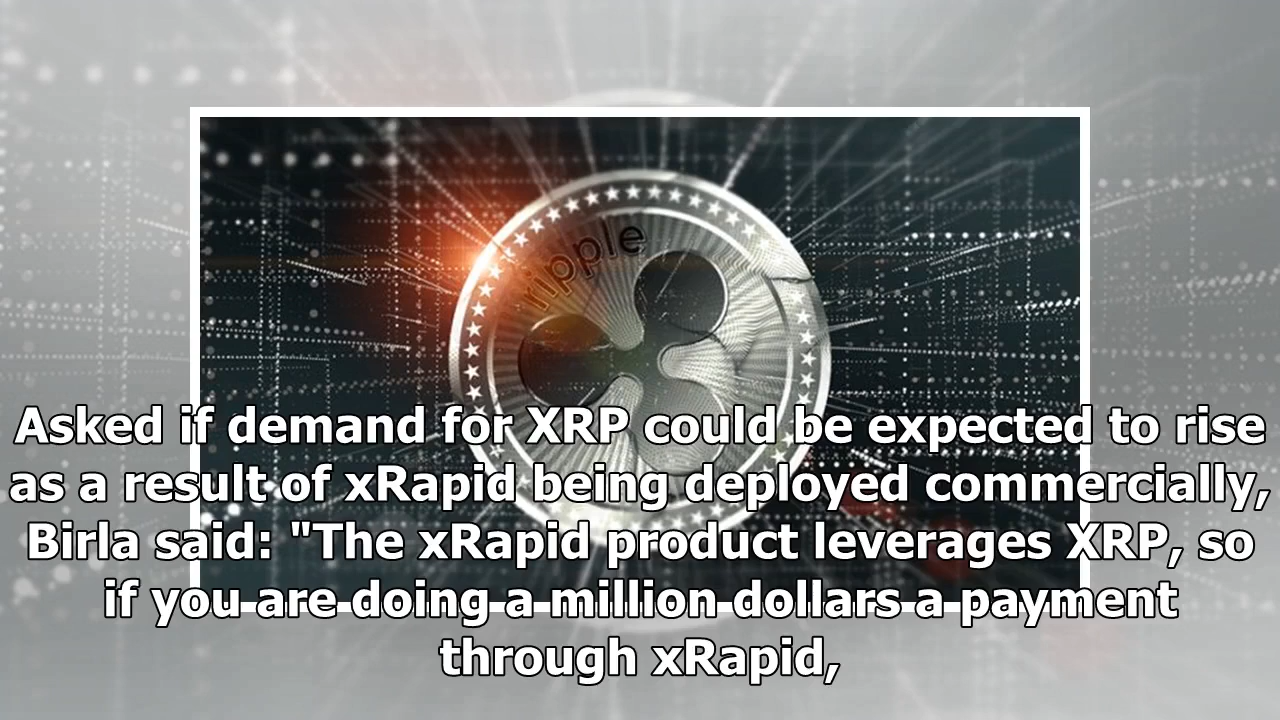 ripple
Asked if demand for XRP could be expected to rise
as a result of xRapid being deployed commercially,
Birla said: "The xRapid product leverages XRP, so
if you are doing a million dollars a payment
through xRapid,